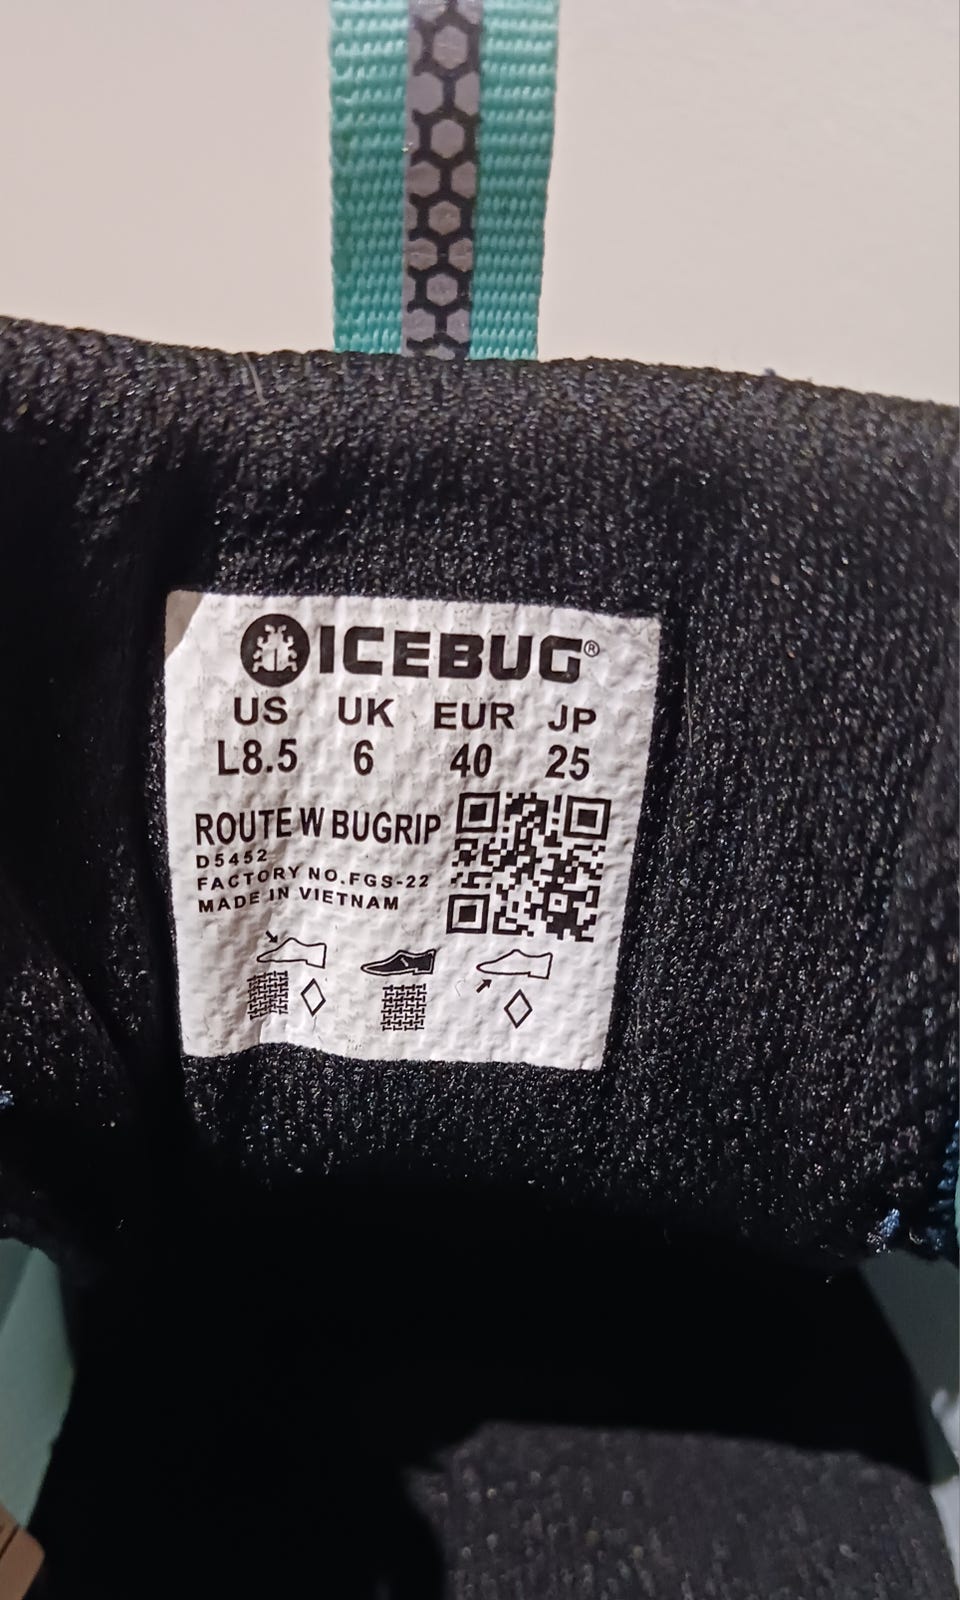 ICEBUG®
US UK EUR JP
L8.5 6 40 25
ROUTE W BUGRIP
D5452
FACTORY NO.FGS-22
MADE IN VIETNAM